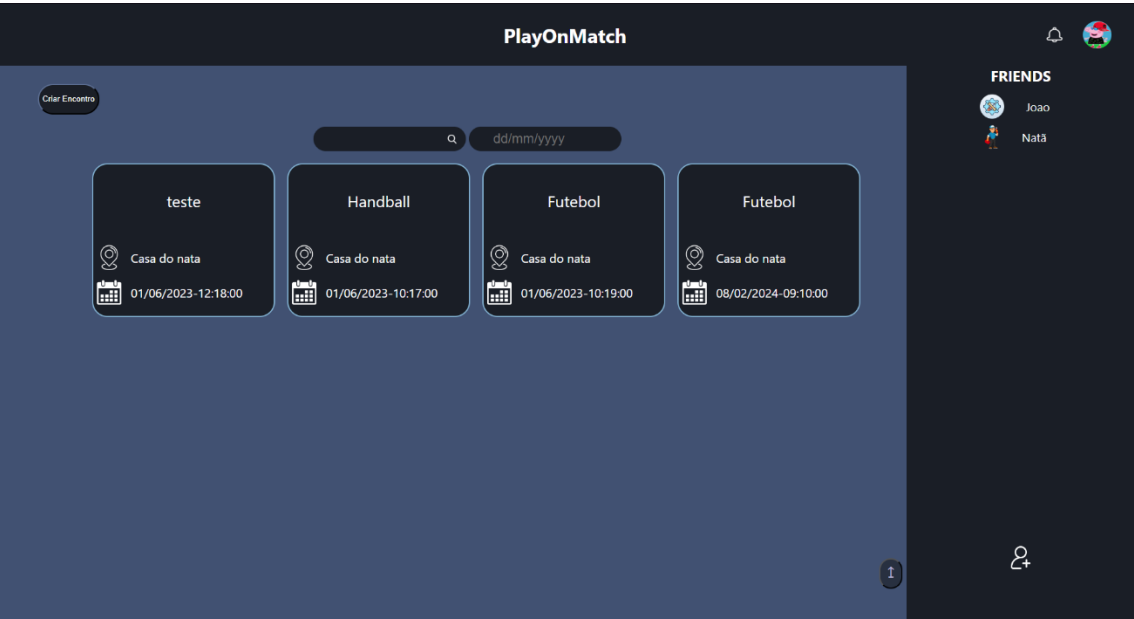 PlayOnMatch
FRIENDS
Joao
Natã
Criar Encontro
dd/mm/yyyy
teste
Casa do nata
01/06/2023-12:18:00
Handball
Casa do nata
01/06/2023-10:17:00
Futebol
Casa do nata
01/06/2023-10:19:00
Futebol
Casa do nata
08/02/2024-09:10:00